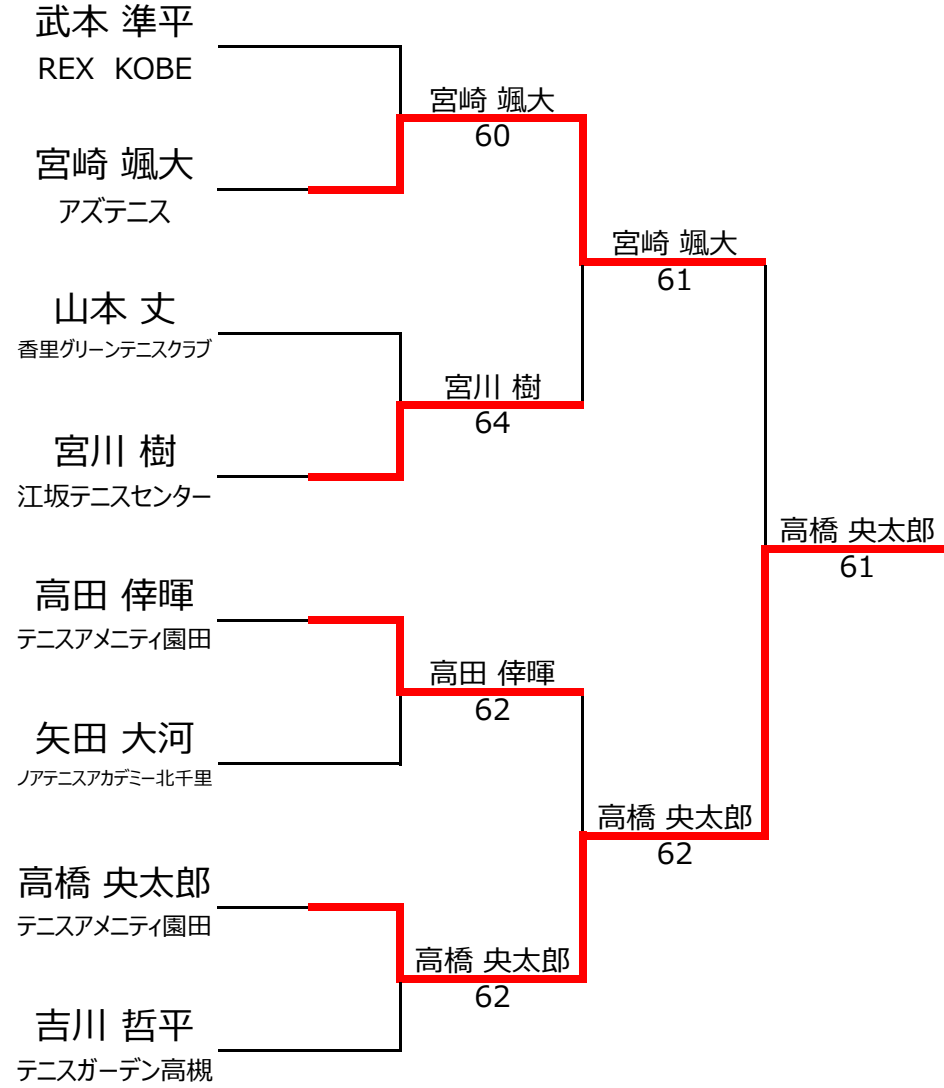 武本 準平
REX KOBE
宮崎 颯大
60
宮崎 颯大
アズテニス
宮崎 颯大
61
山本 丈
香里グリーンテニスクラブ
宮川 樹
64
宮川 樹
江坂テニスセンター
高橋 央太郎
61
高田 倖暉
テニスアメニティ園田
高田 倖暉
62
矢田 大河
ノアテニスアカデミー北千里
高橋 央太郎
62
高橋 央太郎
テニスアメニティ園田
高橋 央太郎
62
吉川 哲平
テニスガーデン高槻